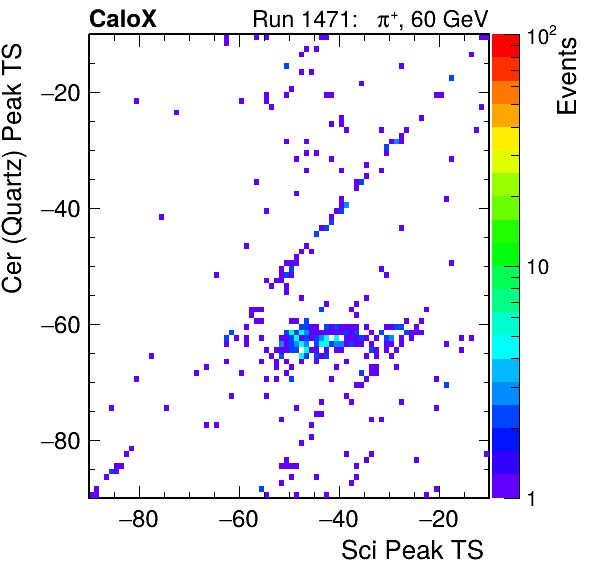 CaloX Run 1471: π+, 60 GeV
Cer (Quartz) Peak TS
−20
−40
−60
−80
−80 −60 −40 −20
Sci Peak TS
10²
10
1
Events